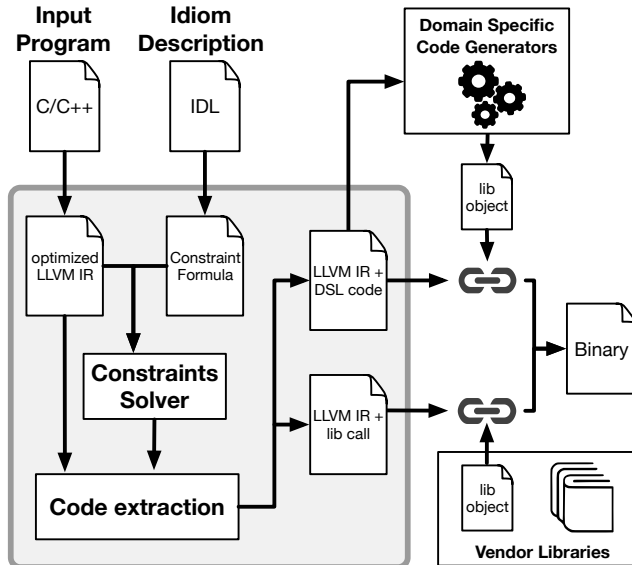 Input
Program
Idiom
Description
Domain Specific
Code Generators
C/C++
IDL
lib
object
optimized
LLVM IR
Constraint
Formula
LLVM IR +
DSL code
Binary
Constraints
Solver
LLVM IR +
lib call
Code extraction
lib
object
Vendor Libraries